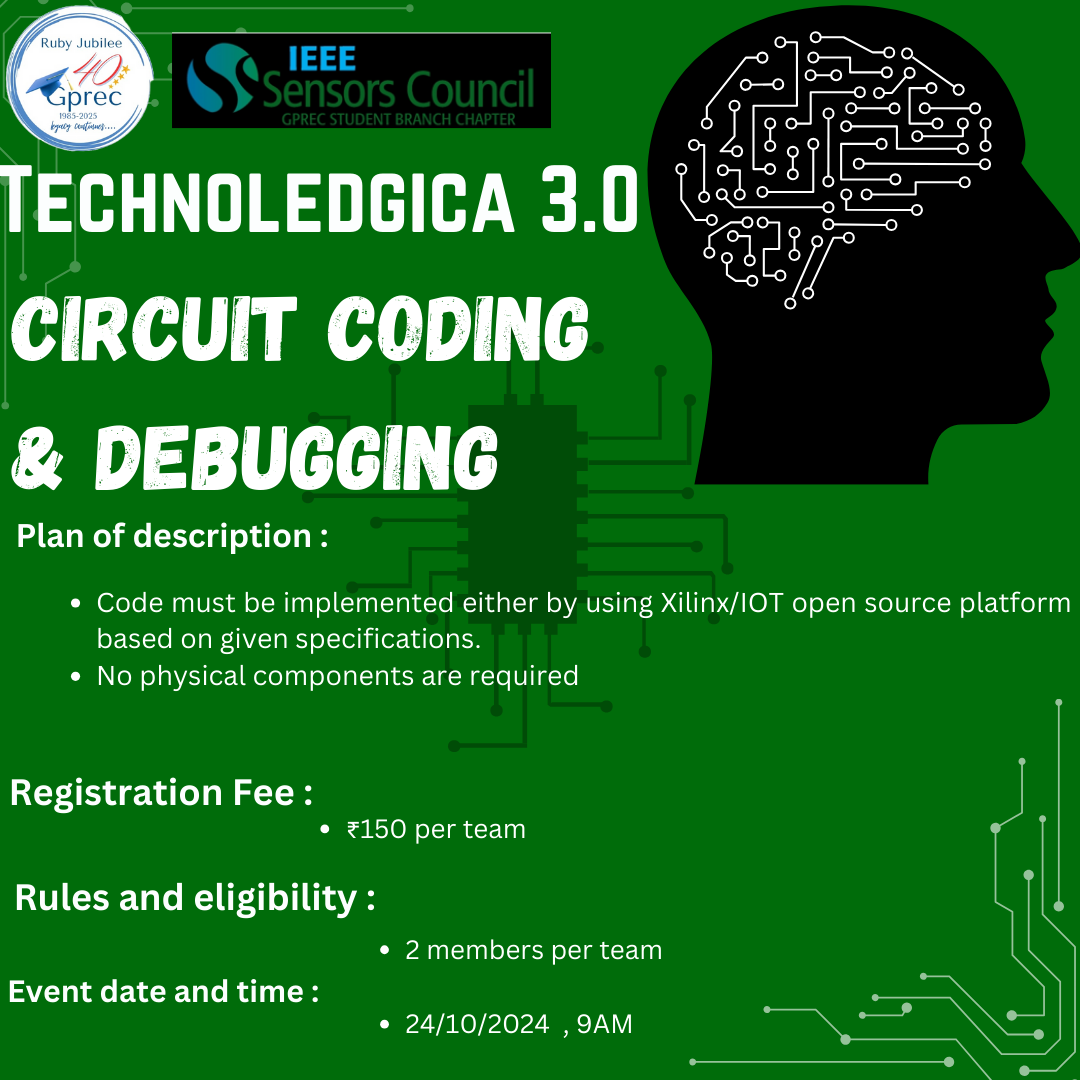 Ruby Jubilee
40
Gprec
1985-2025
legacy continues....
IEEE
Sensors Council
GPREC STUDENT BRANCH CHAPTER
TECHNOLEDGICA 3.0
CIRCUIT CODING
& DEBUGGING
Plan of description :
• Code must be implemented either by using Xilinx/IOT open source platform
based on given specifications.
• No physical components are required
Registration Fee :
• ₹150 per team
Rules and eligibility :
• 2 members per team
Event date and time :
• 24/10/2024 , 9AM